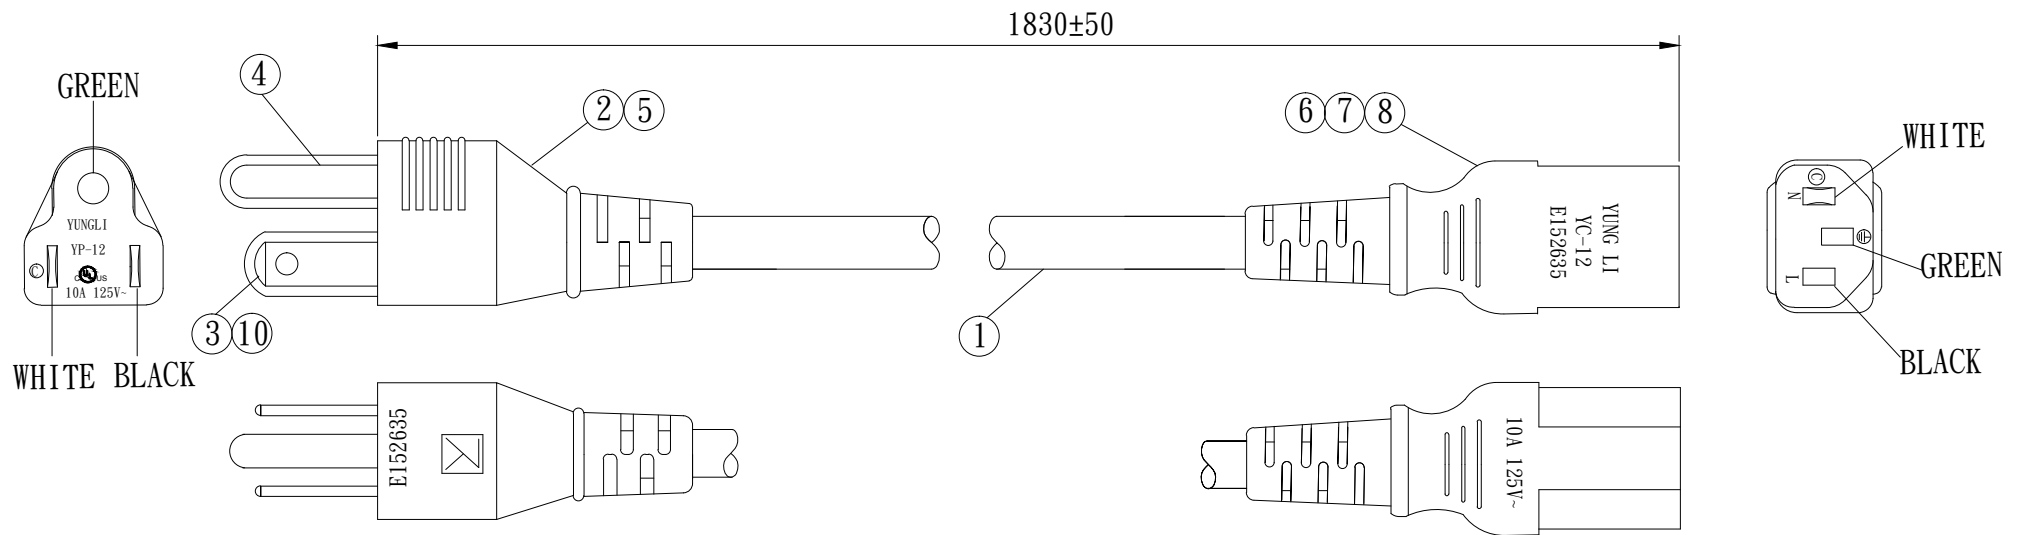 1830±50
GREEN
4
2 5
6 7 8
WHITE
YUNGLI
YP-12
C
C US
10A 125V~
WHITE BLACK
3 10
1
YUNG LI
YC-12
E152635
C
N
L
GREEN
BLACK
E152635
10A 125V~